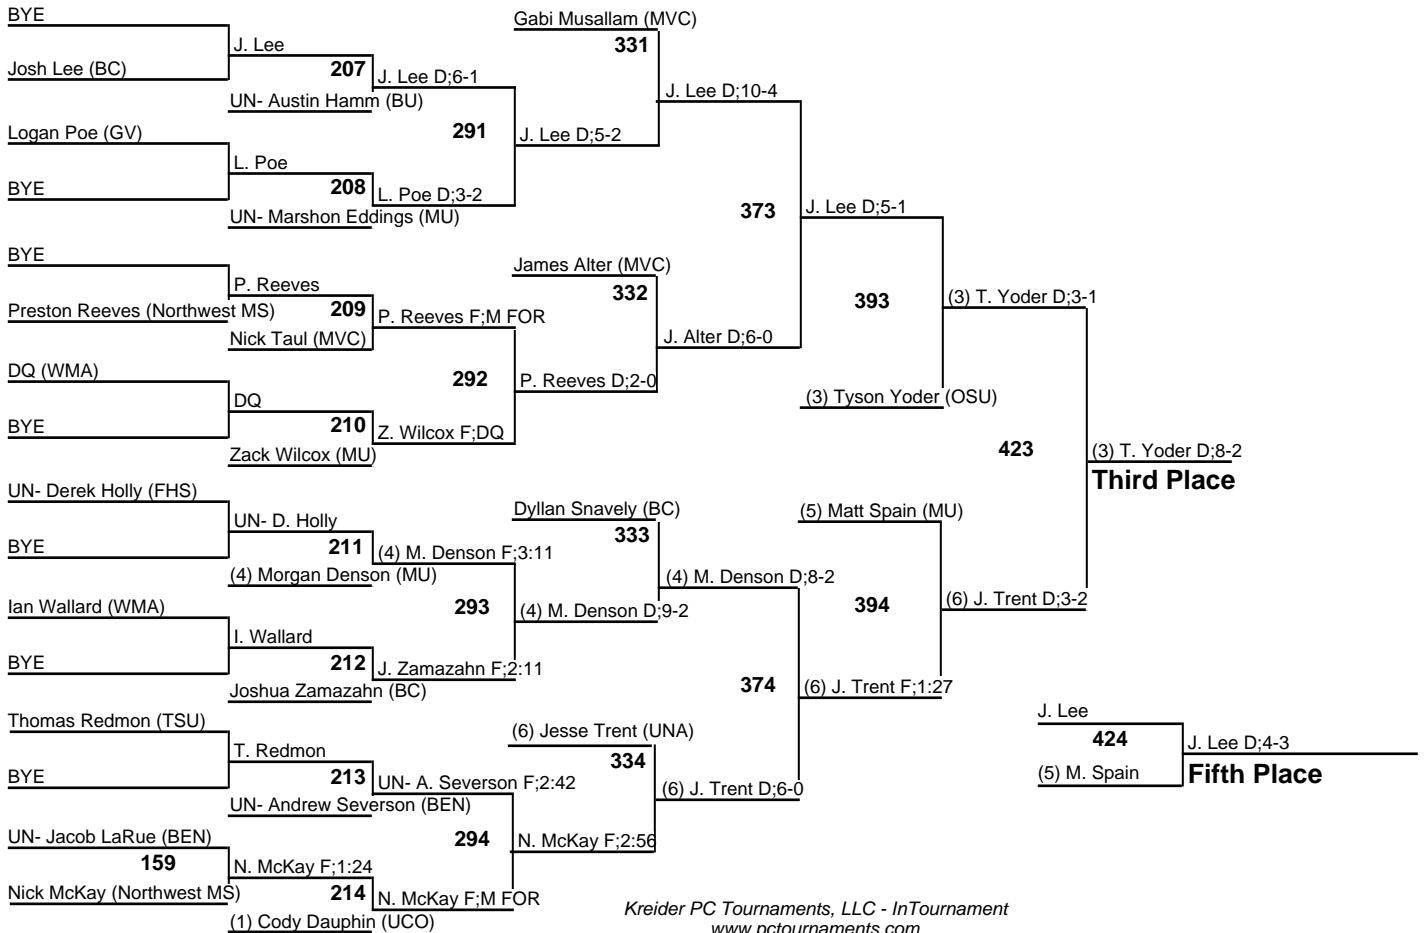 BYE
Josh Lee (BC)
Logan Poe (GV)
BYE
BYE
Preston Reeves (Northwest MS)
DQ (WMA)
BYE
UN- Derek Holly (FHS)
BYE
Ian Wallard (WMA)
BYE
Thomas Redmon (TSU)
BYE
UN- Jacob LaRue (BEN)
159
Nick McKay (Northwest MS)
J. Lee
207
UN- Austin Hamm (BU)
L. Poe
208
UN- Marshon Eddings (MU)
P. Reeves
209
Nick Taul (MVC)
DQ
210
Zack Wilcox (MU)
UN- D. Holly
211
(4) Morgan Denson (MU)
I. Wallard
212
Joshua Zamazahn (BC)
T. Redmon
213
UN- Andrew Severson (BEN)
N. McKay F;1:24
214
(1) Cody Dauphin (UCO)
J. Lee D;6-1
291
L. Poe D;3-2
P. Reeves F;M FOR
292
Z. Wilcox F;DQ
(4) M. Denson F;3:11
293
J. Zamazahn F;2:11
UN- A. Severson F;2:42
294
N. McKay F;M FOR
Gabi Musallam (MVC)
331
J. Lee D;5-2
James Alter (MVC)
332
P. Reeves D;2-0
Dyllan Snavely (BC)
333
(4) M. Denson D;9-2
(6) Jesse Trent (UNA)
334
N. McKay F;2:56
J. Lee D;10-4
373
J. Alter D;6-0
(4) M. Denson D;8-2
374
(6) J. Trent D;6-0
J. Lee D;5-1
393
(3) Tyson Yoder (OSU)
(5) Matt Spain (MU)
394
(6) J. Trent F;1:27
(3) T. Yoder D;3-1
423
(6) J. Trent D;3-2
(3) T. Yoder D;8-2
Third Place
J. Lee
424
(5) M. Spain
J. Lee D;4-3
Fifth Place
Kreider PC Tournaments, LLC - InTournament
www.pctournaments.com